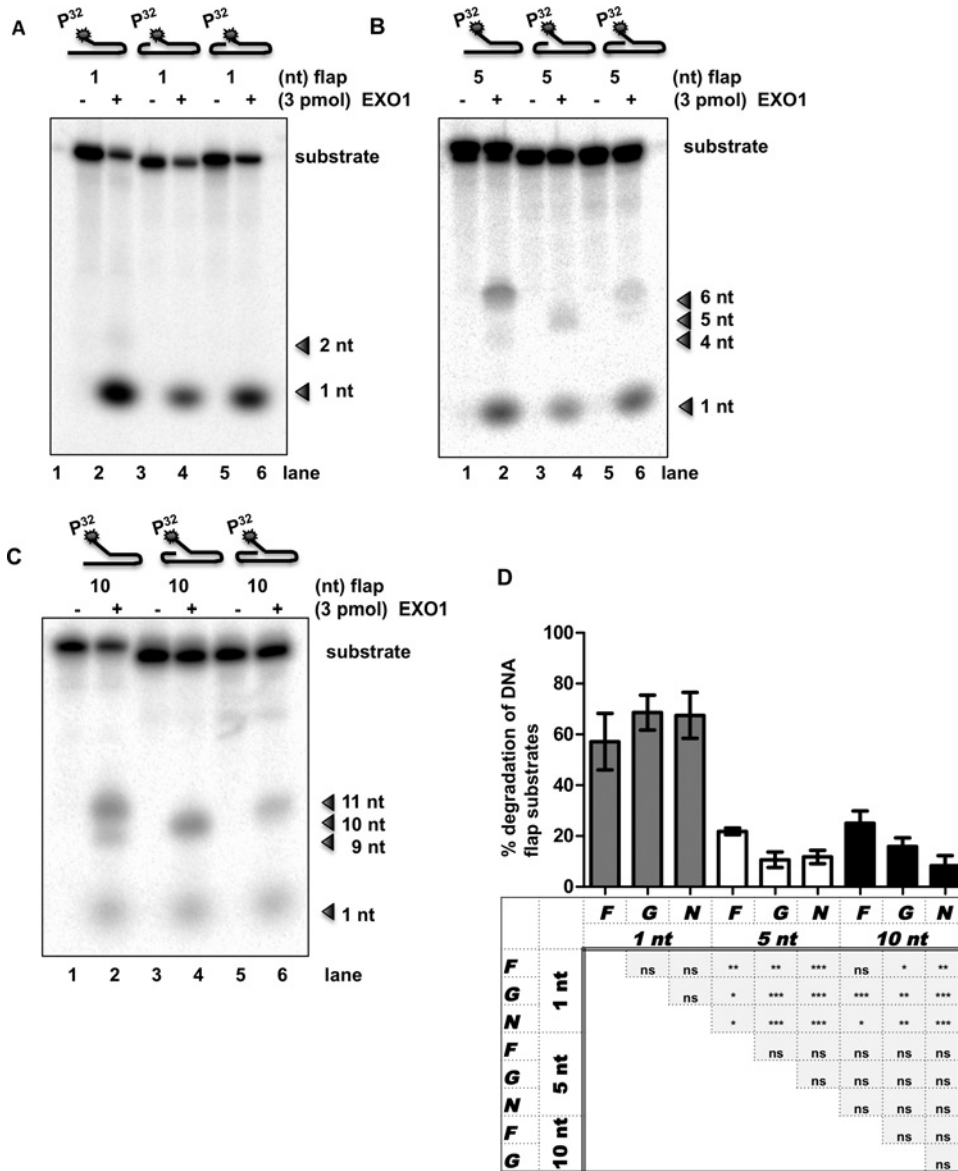 A
P32 P32 P32
1 1 1 (nt) flap
- + - + - + (3 pmol) EXO1
substrate
2 nt
1 nt
1 2 3 4 5 6 lane
B
P32 P32 P32
5 5 5 (nt) flap
- + - + - + (3 pmol) EXO1
substrate
6 nt
5 nt
4 nt
1 nt
1 2 3 4 5 6 lane
C
P32 P32 P32
10 10 10 (nt) flap
- + - + - + (3 pmol) EXO1
substrate
11 nt
10 nt
9 nt
1 nt
1 2 3 4 5 6 lane
D
% degradation of DNA
flap substrates
100
80
60
40
20
0
F G N F G N F G N
1 nt 5 nt 10 nt
F ns ns ** ** *** ns * **
G ns * *** *** *** ** ***
N * *** *** * ** ***
1 nt
F ns ns ns ns ns
G ns ns ns ns
N ns ns ns
5 nt
F ns ns
G ns
10 nt